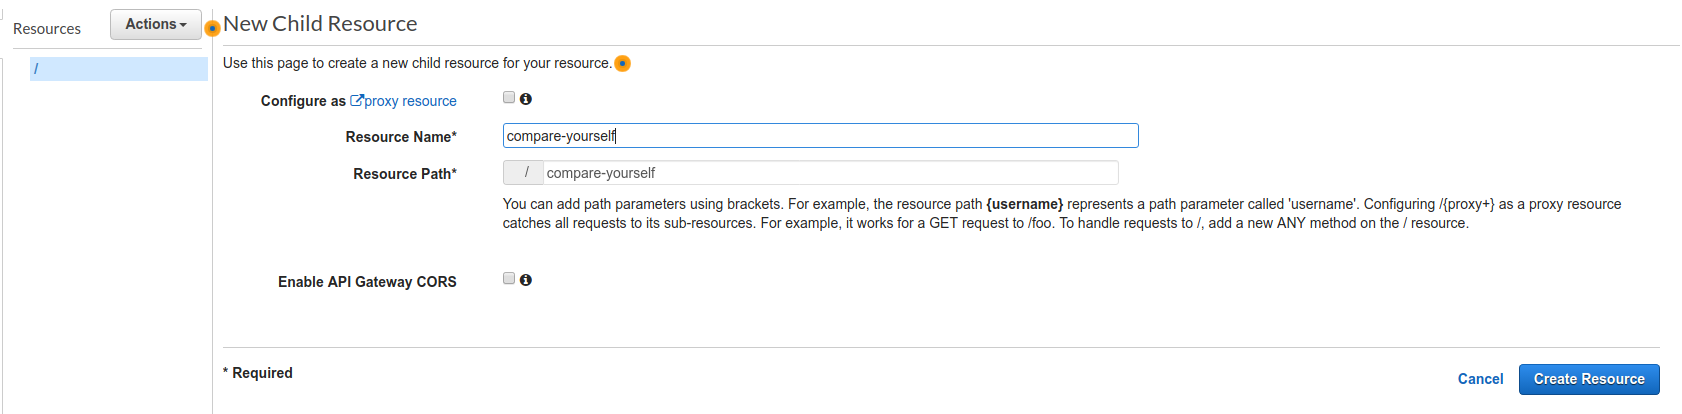 Resources
Actions
/
New Child Resource
Use this page to create a new child resource for your resource.
Configure as proxy resource
Resource Name* compare-yourself
Resource Path* / compare-yourself
You can add path parameters using brackets. For example, the resource path {username} represents a path parameter called 'username'. Configuring /{proxy+} as a proxy resource
catches all requests to its sub-resources. For example, it works for a GET request to /foo. To handle requests to /, add a new ANY method on the / resource.
Enable API Gateway CORS
* Required
Cancel
Create Resource